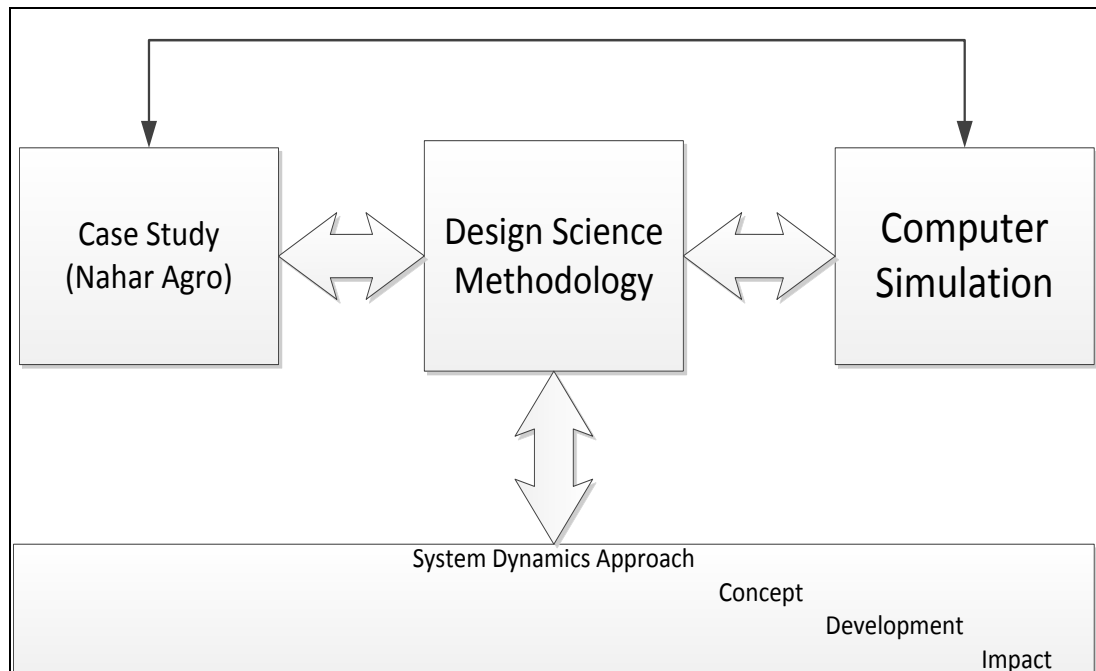 Case Study
(Nahar Agro)
Design Science
Methodology
Computer
Simulation
System Dynamics Approach
Concept
Development
Impact